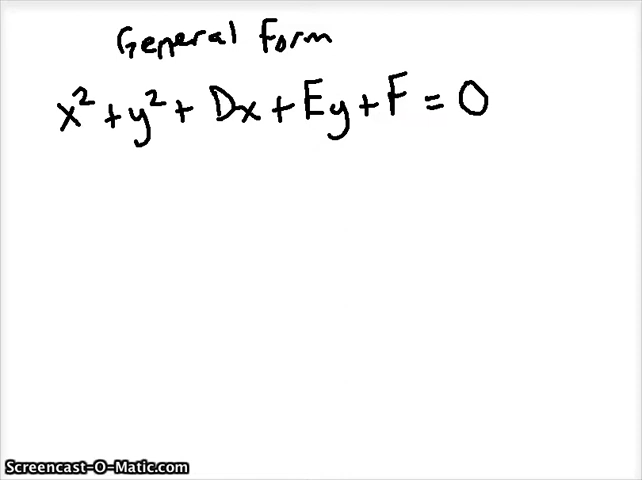 General Form
x² + y² + Dx + Ey + F = 0
Screencast-O-Matic.com